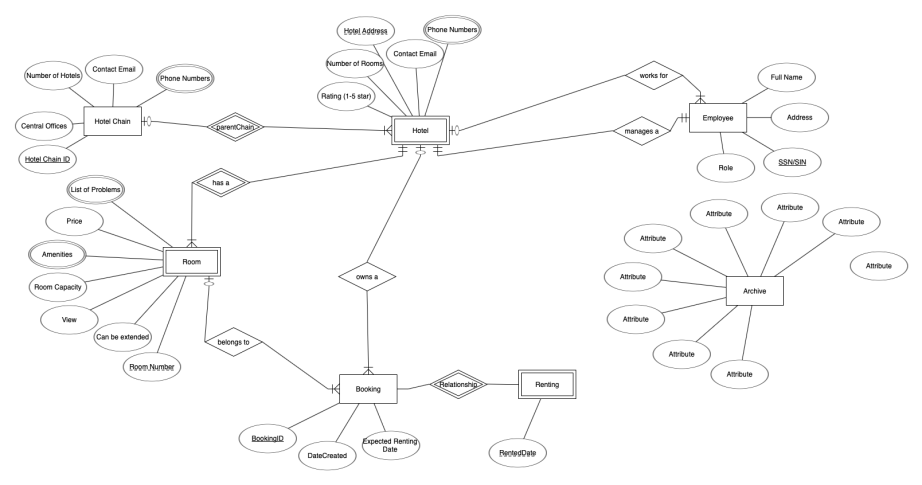 Hotel Address
Phone Numbers
Number of Rooms
Contact Email
Rating (1-5 star)
Hotel
Number of Hotels
Contact Email
Phone Numbers
Central Offices
Hotel Chain
Hotel Chain ID
parentChain
works for
manages a
Full Name
Employee
Address
Role
SSN/SIN
has a
List of Problems
Price
Amenities
Room
Room Capacity
View
Can be extended
Room Number
owns a
belongs to
Booking
Relationship
Renting
BookingID
DateCreated
Expected Renting
Date
RentedDate
Attribute
Attribute
Attribute
Attribute
Attribute
Attribute
Archive
Attribute
Attribute
Attribute
Attribute